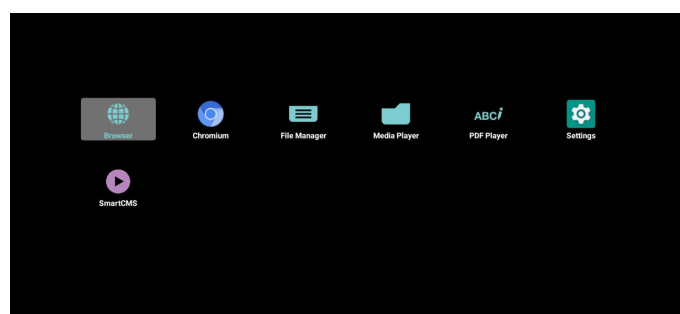 Browser
Chromium
File Manager
Media Player
ABCi
PDF Player
Settings
SmartCMS